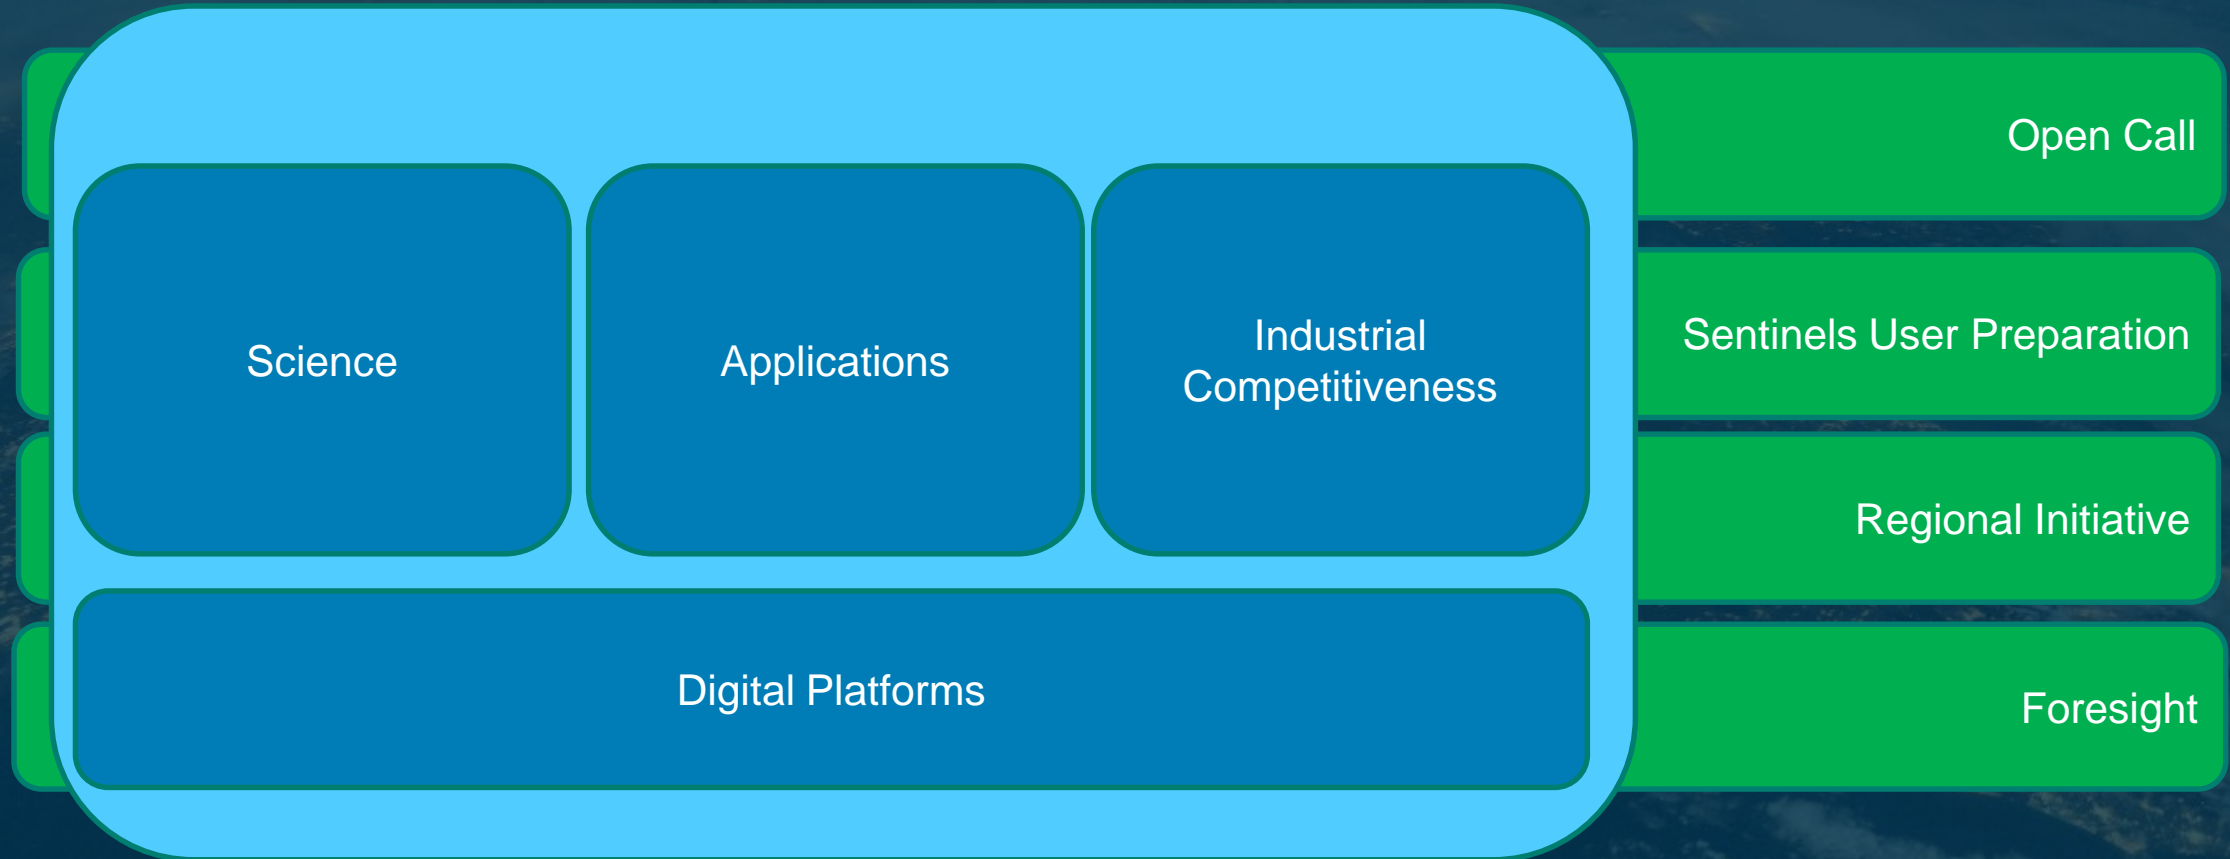 Open Call
Science
Applications
Industrial
Competitiveness
Sentinels User Preparation
Regional Initiative
Digital Platforms
Foresight